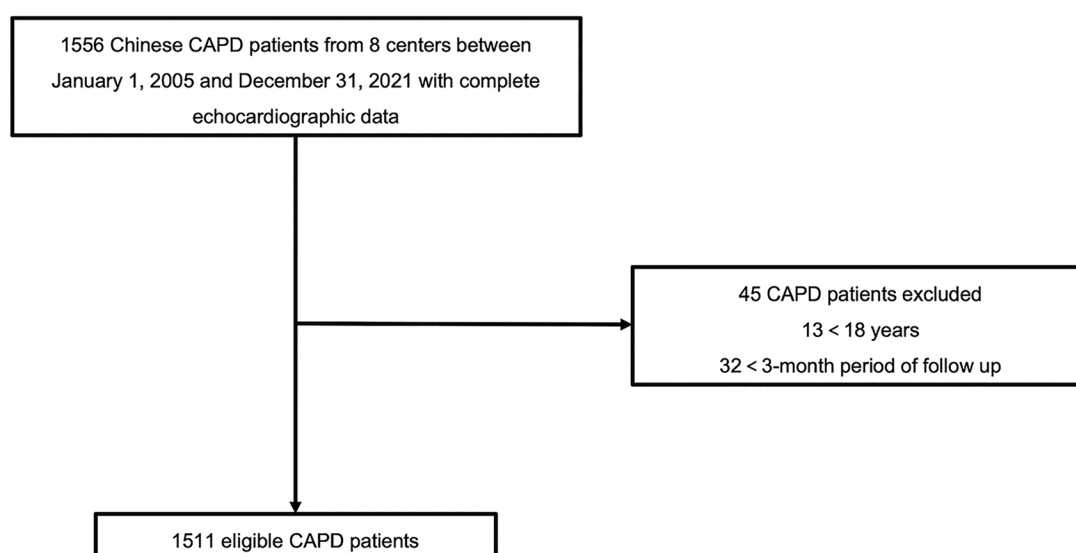 1556 Chinese CAPD patients from 8 centers between
January 1, 2005 and December 31, 2021 with complete
echocardiographic data
45 CAPD patients excluded
13 < 18 years
32 < 3-month period of follow up
1511 eligible CAPD patients